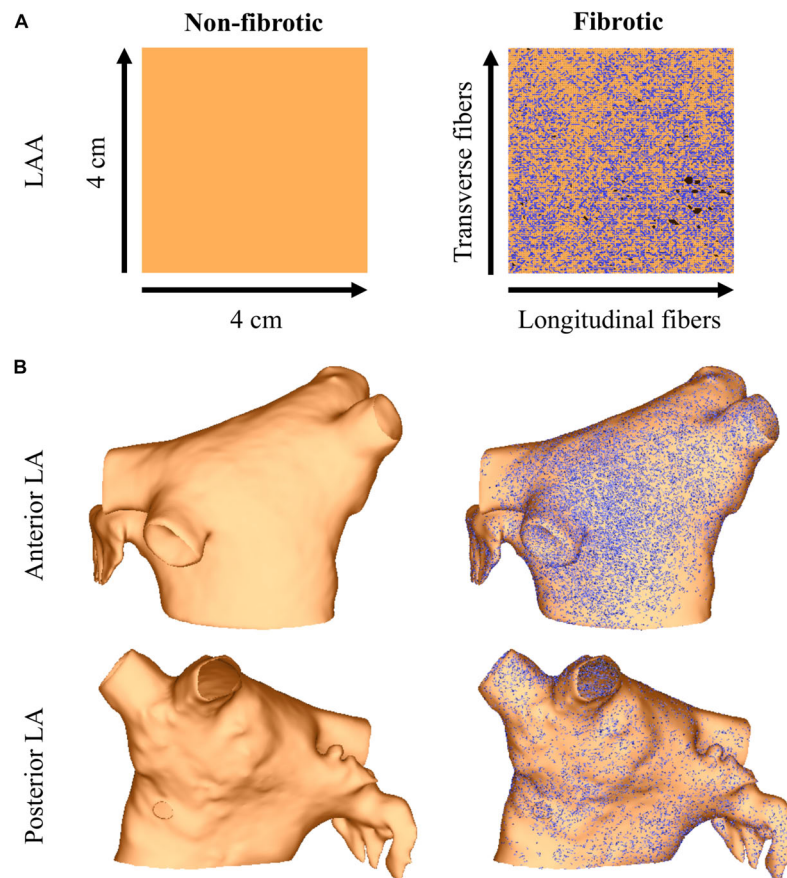 A
Non-fibrotic
Fibrotic
LAA
4 cm
Transverse fibers
4 cm
Longitudinal fibers
B
Anterior LA
Posterior LA